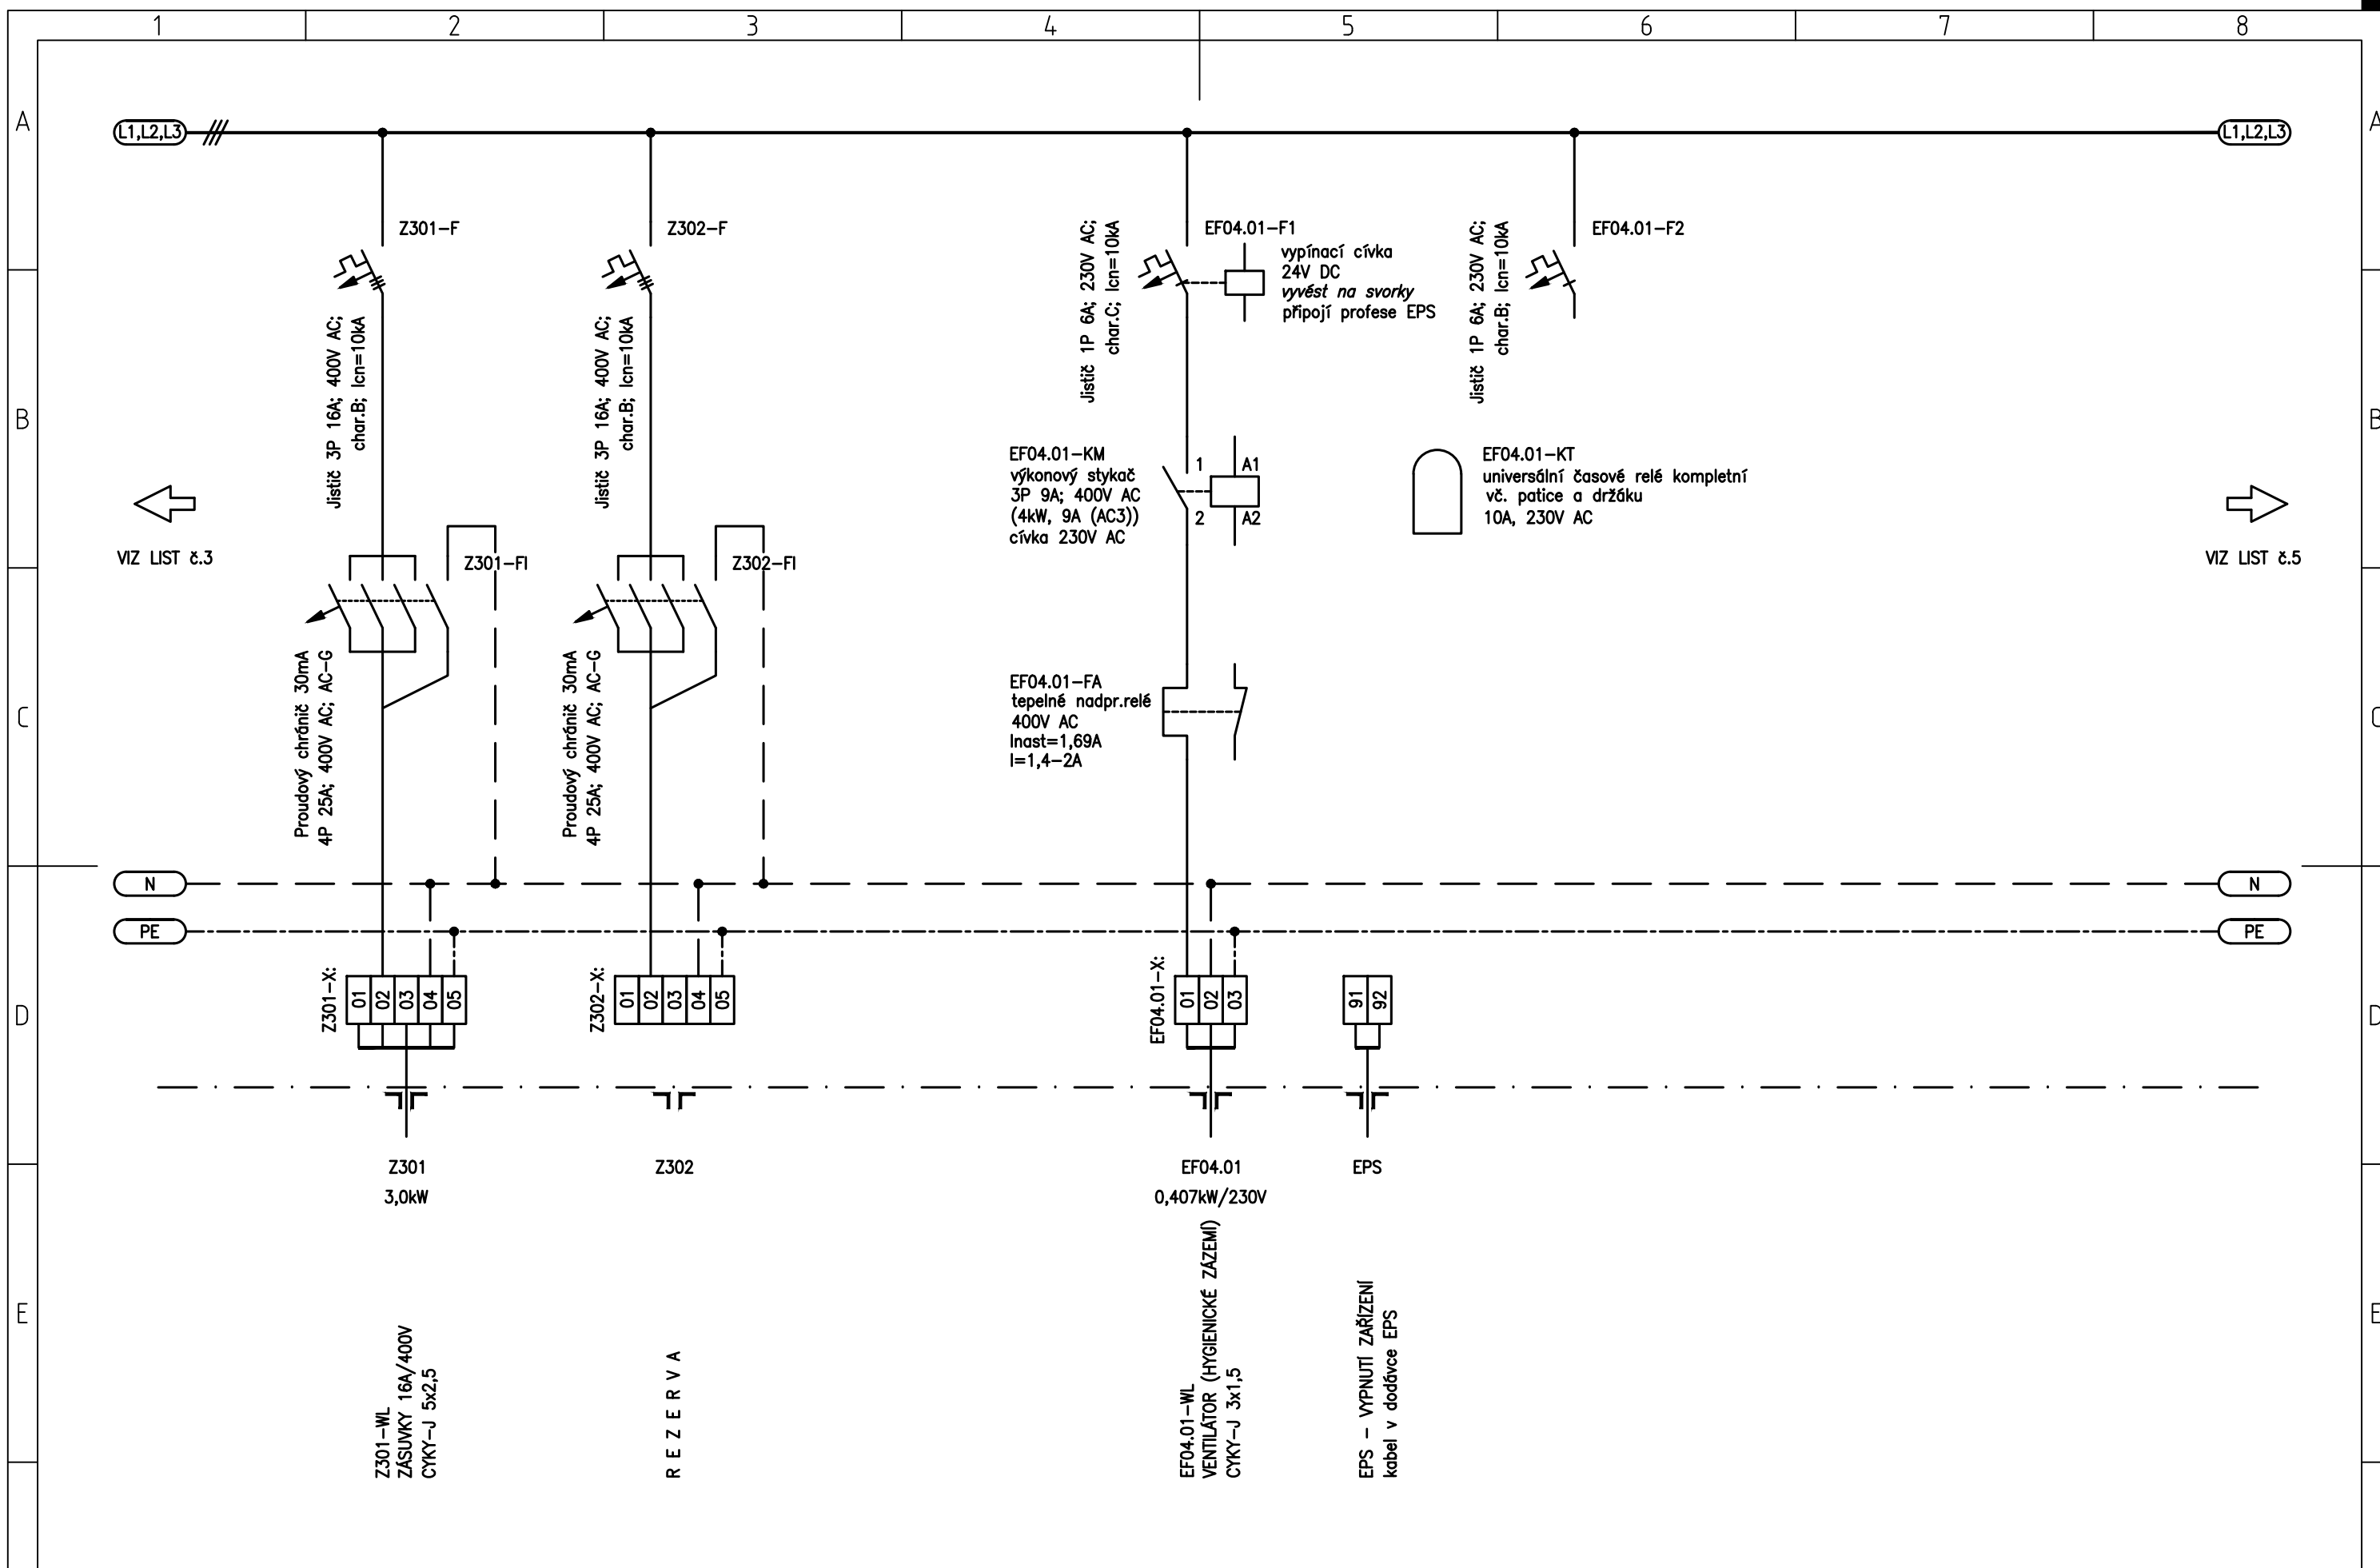 1 2 3 4 5 6 7 8
A A
L1,L2,L3 L1,L2,L3
Z301-F
Jistič 3P 16A; 400V AC;
char.B; Icn=10kA
Z302-F
Jistič 3P 16A; 400V AC;
char.B; Icn=10kA
EF04.01-F1
Jistič 1P 6A; 230V AC;
char.C; Icn=10kA
vypínací cívka
24V DC
vyvést na svorky
připojí profese EPS
EF04.01-F2
Jistič 1P 6A; 230V AC;
char.B; Icn=10kA
B B
EF04.01-KM
výkonový stykač
3P 9A; 400V AC
(4kW, 9A (AC3))
cívka 230V AC
1 A1
2 A2
EF04.01-KT
universální časové relé kompletní
vč. patice a držáku
10A, 230V AC
VIZ LIST č.3
VIZ LIST č.5
Z301-FI
Proudový chránič 30mA
4P 25A; 400V AC; AC-G
Z302-FI
Proudový chránič 30mA
4P 25A; 400V AC; AC-G
C C
EF04.01-FA
tepelné nadpr.relé
400V AC
Inast=1,69A
I=1,4-2A
N N
PE PE
D D
Z301-X: 01 02 03 04 05
Z302-X: 01 02 03 04 05
EF04.01-X: 01 02 03
91 92
Z301
3,0kW
Z302
EF04.01
0,407kW/230V
EPS
E E
Z301-WL
ZÁSUVKY 16A/400V
CYKY-J 5x2,5
R E Z E R V A
EF04.01-WL
VENTILÁTOR (HYGIENICKÉ ZÁZEMÍ)
CYKY-J 3x1,5
EPS - VYPNUTÍ ZAŘÍZENÍ
kabel v dodávce EPS